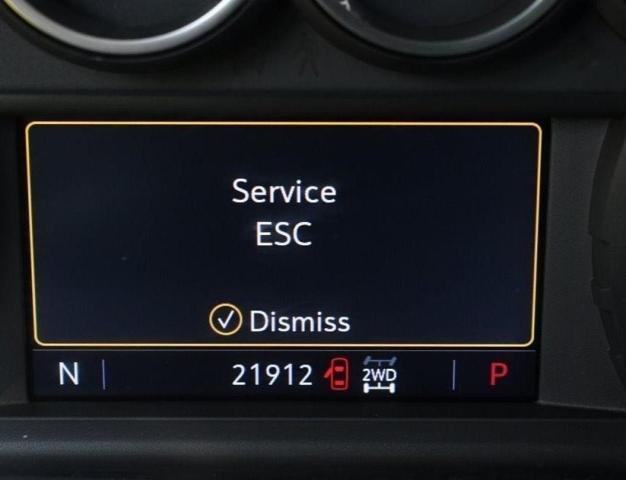 Service
ESC
Dismiss
N 21912 2WD P